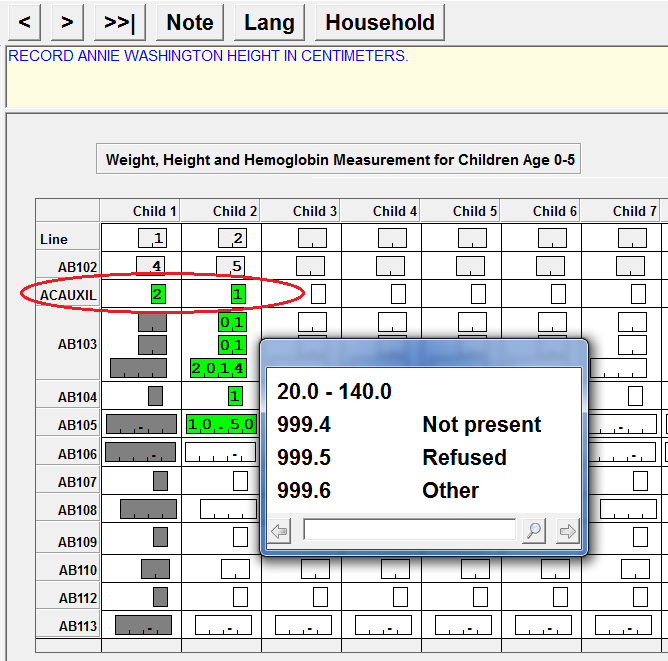 < > >>| Note Lang Household
RECORD ANNIE WASHINGTON HEIGHT IN CENTIMETERS.
Weight, Height and Hemoglobin Measurement for Children Age 0-5
Child 1 Child 2 Child 3 Child 4 Child 5 Child 6 Child 7
Line 1 2
AB102 4 5
ACAUXIL 2 1
01
AB103 01
2014
AB104 1
AB105 10.50
AB106
AB107
AB108
AB109
AB110
AB112
AB113
20.0 - 140.0
999.4 Not present
999.5 Refused
999.6 Other